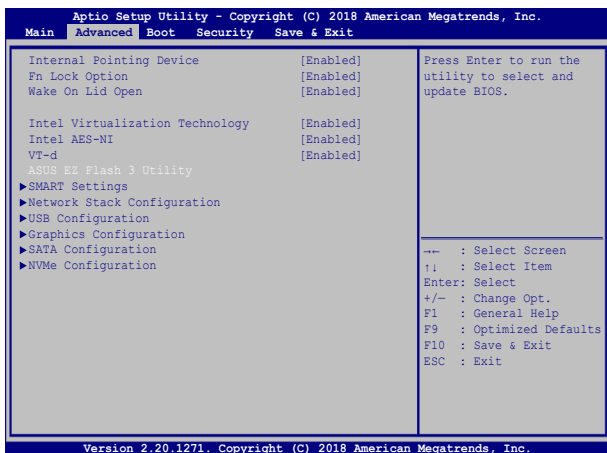 Aptio Setup Utility - Copyright (C) 2018 American Megatrends, Inc.
Main Advanced Boot Security Save & Exit
Internal Pointing Device [Enabled]
Fn Lock Option [Enabled]
Wake On Lid Open [Enabled]
Intel Virtualization Technology [Enabled]
Intel AES-NI [Enabled]
VT-d [Enabled]
ASUS EZ Flash 3 Utility
▶SMART Settings
▶Network Stack Configuration
▶USB Configuration
▶Graphics Configuration
▶SATA Configuration
▶NVMe Configuration
Press Enter to run the
utility to select and
update BIOS.
→← : Select Screen
↑↓ : Select Item
Enter: Select
+/— : Change Opt.
F1 : General Help
F9 : Optimized Defaults
F10 : Save & Exit
ESC : Exit
Version 2.20.1271. Copyright (C) 2018 American Megatrends, Inc.